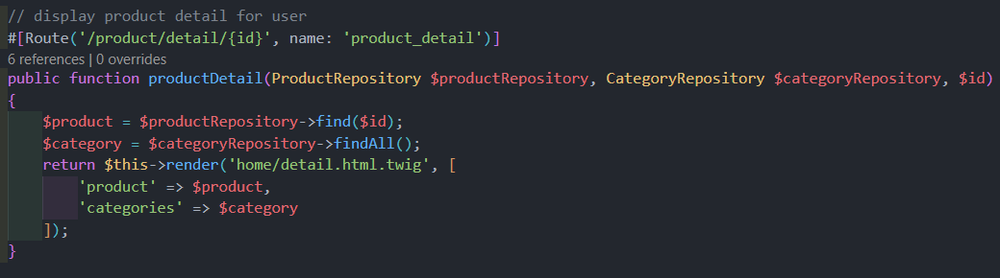 // display product detail for user
#[Route('/product/detail/{id}', name: 'product_detail')]
6 references | 0 overrides
public function productDetail(ProductRepository $productRepository, CategoryRepository $categoryRepository, $id)
{
    $product = $productRepository->find($id);
    $category = $categoryRepository->findAll();
    return $this->render('home/detail.html.twig', [
        'product' => $product,
        'categories' => $category
    ]);
}